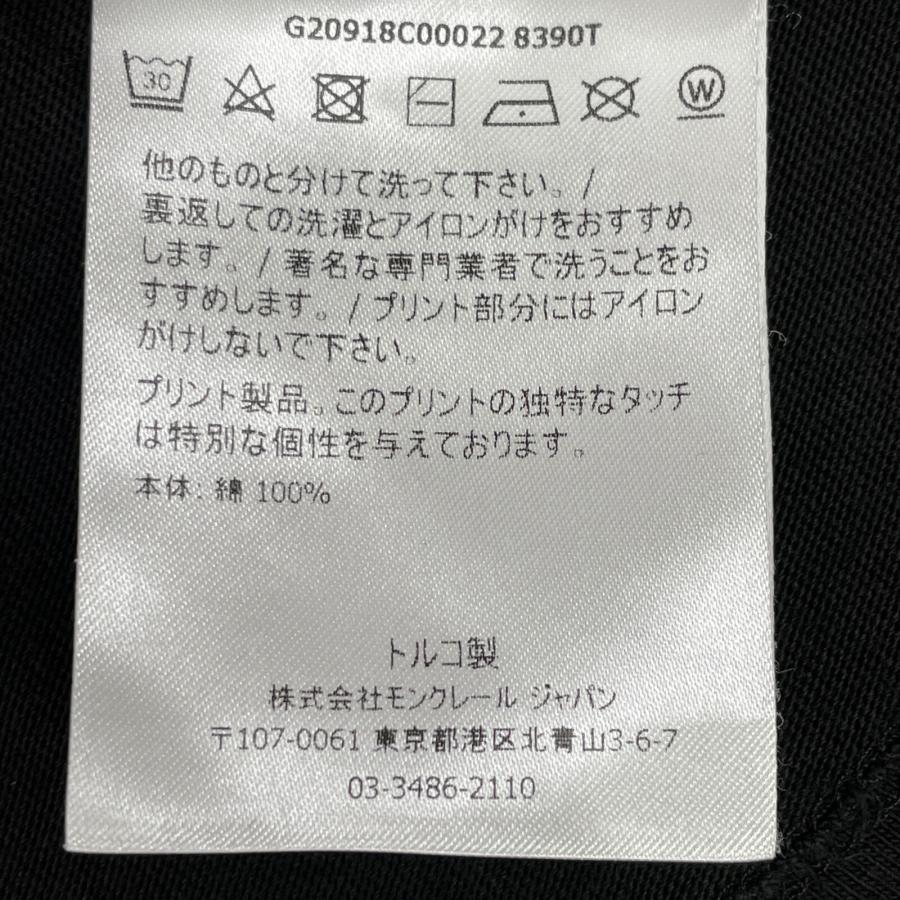 G20918C00022 8390T
30
W
他のものと分けて洗って下さい。/
裏返しての洗濯とアイロンがけをおすすめ
します。/ 著名な専門業者で洗うことをお
すすめします。/ プリント部分にはアイロン
がけしないで下さい。
プリント製品。このプリントの独特なタッチ
は特別な個性を与えております。
本体: 綿 100%
トルコ製
株式会社モンクレール ジャパン
〒107-0061 東京都港区北青山3-6-7
03-3486-2110